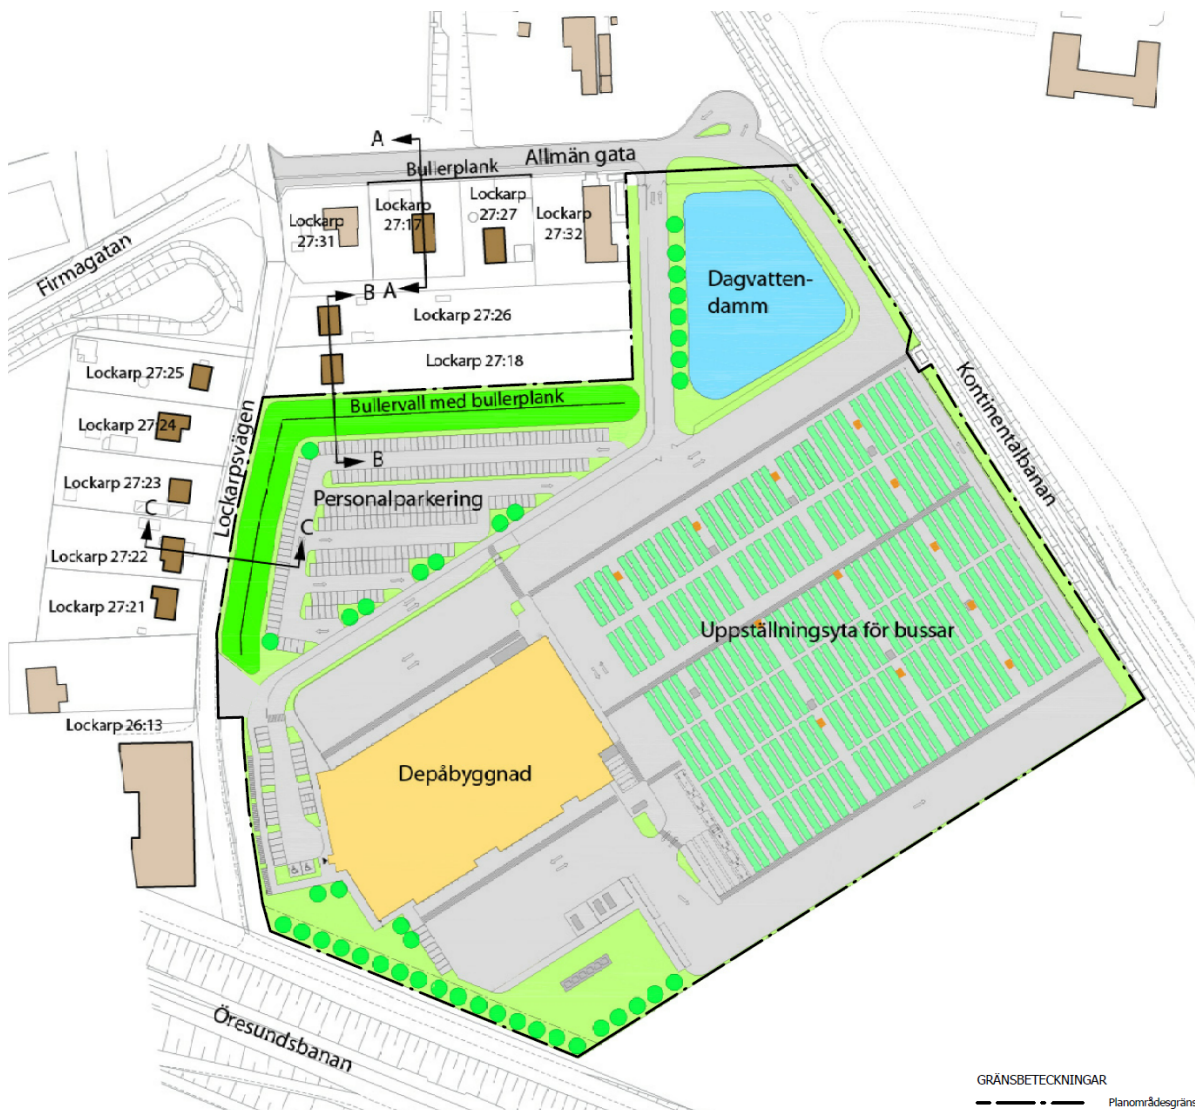 A
Allmän gata
Bullerplank
Lockarp
27:31
Lockarp
27:17
Lockarp
27:27
Lockarp
27:32
Firmagatan
B A
Lockarp 27:26
Dagvatten-
damm
Lockarp 27:18
Lockarp 27:25
Bullervall med bullerplank
Kontinentalbanan
Lockarp 27:24
Lockarpsvägen
B
Lockarp 27:23
Personalparkering
C
C
Lockarp 27:22
Lockarp 27:21
Uppställningsyta för bussar
Lockarp 26:13
Depåbyggnad
Öresundsbanan
GRÄNSBETECKNINGAR
Planområdesgräns